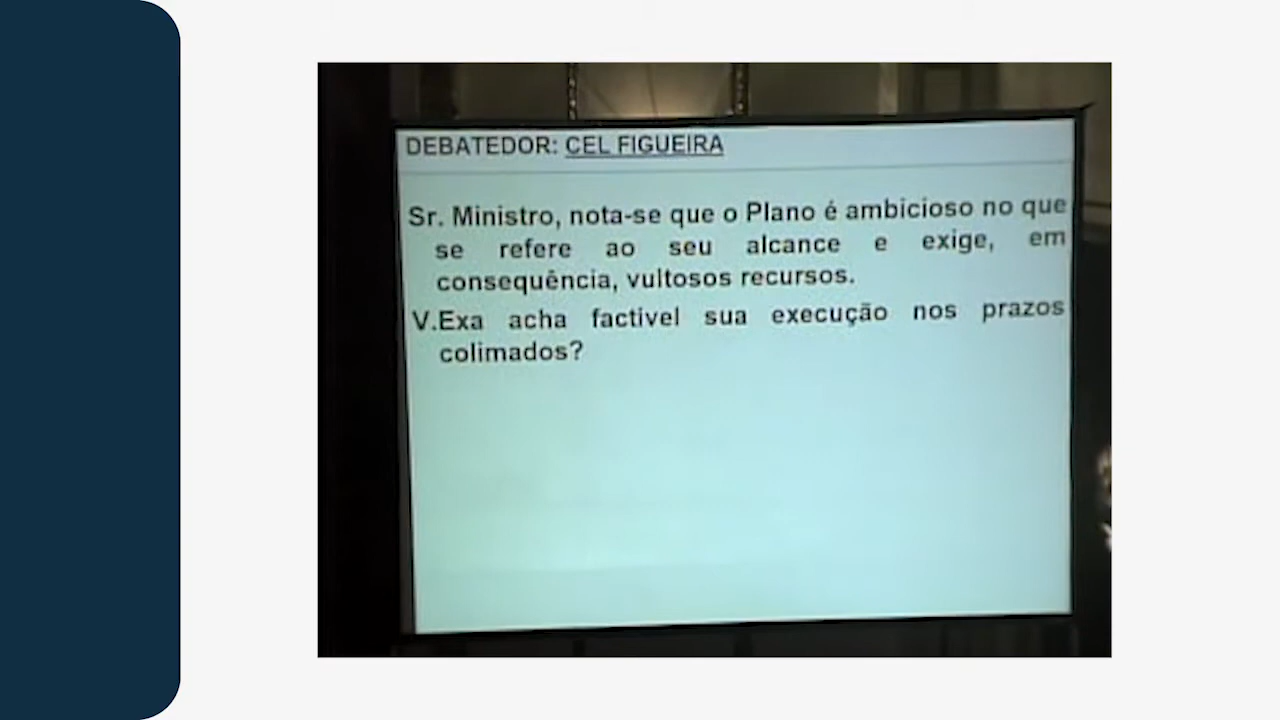 DEBATEDOR: CEL FIGUEIRA
Sr. Ministro, nota-se que o Plano é ambicioso no que
se refere ao seu alcance e exige, em
consequência, vultosos recursos.
V.Exa acha factivel sua execução nos prazos
colimados?